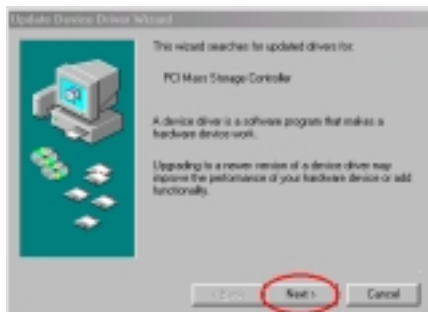 Update Device Driver Wizard
This wizard searches for updated drivers for:
PCI Mass Storage Controller
A device driver is a software program that makes a
hardware device work.
Upgrading to a newer version of a device driver may
improve the performance of your hardware device or add
functionality.
< Back
Next >
Cancel